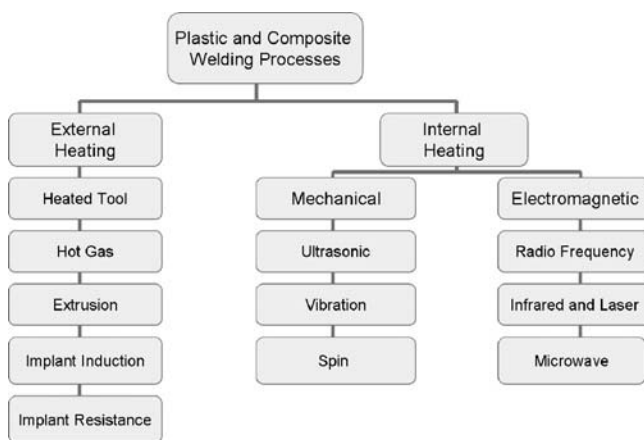 Plastic and Composite
Welding Processes
External
Heating
Internal
Heating
Heated Tool
Mechanical
Electromagnetic
Hot Gas
Ultrasonic
Radio Frequency
Extrusion
Vibration
Infrared and Laser
Implant Induction
Spin
Microwave
Implant Resistance